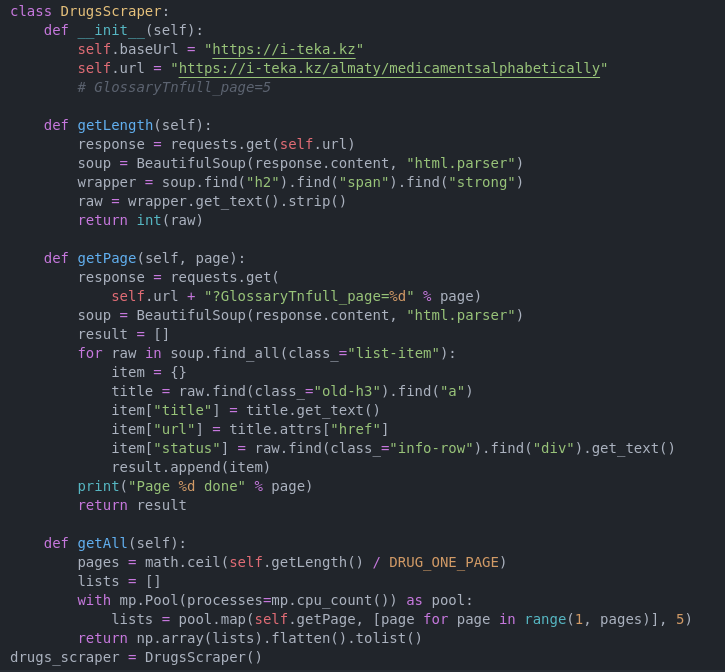 class DrugsScraper:
    def __init__(self):
        self.baseUrl = "https://i-teka.kz"
        self.url = "https://i-teka.kz/almaty/medicamentsalphabetically"
        # GlossaryTnfull_page=5

    def getLength(self):
        response = requests.get(self.url)
        soup = BeautifulSoup(response.content, "html.parser")
        wrapper = soup.find("h2").find("span").find("strong")
        raw = wrapper.get_text().strip()
        return int(raw)

    def getPage(self, page):
        response = requests.get(
            self.url + "?GlossaryTnfull_page=%d" % page)
        soup = BeautifulSoup(response.content, "html.parser")
        result = []
        for raw in soup.find_all(class_="list-item"):
            item = {}
            title = raw.find(class_="old-h3").find("a")
            item["title"] = title.get_text()
            item["url"] = title.attrs["href"]
            item["status"] = raw.find(class_="info-row").find("div").get_text()
            result.append(item)
        print("Page %d done" % page)
        return result

    def getAll(self):
        pages = math.ceil(self.getLength() / DRUG_ONE_PAGE)
        lists = []
        with mp.Pool(processes=mp.cpu_count()) as pool:
            lists = pool.map(self.getPage, [page for page in range(1, pages)], 5)
        return np.array(lists).flatten().tolist()
drugs_scraper = DrugsScraper()